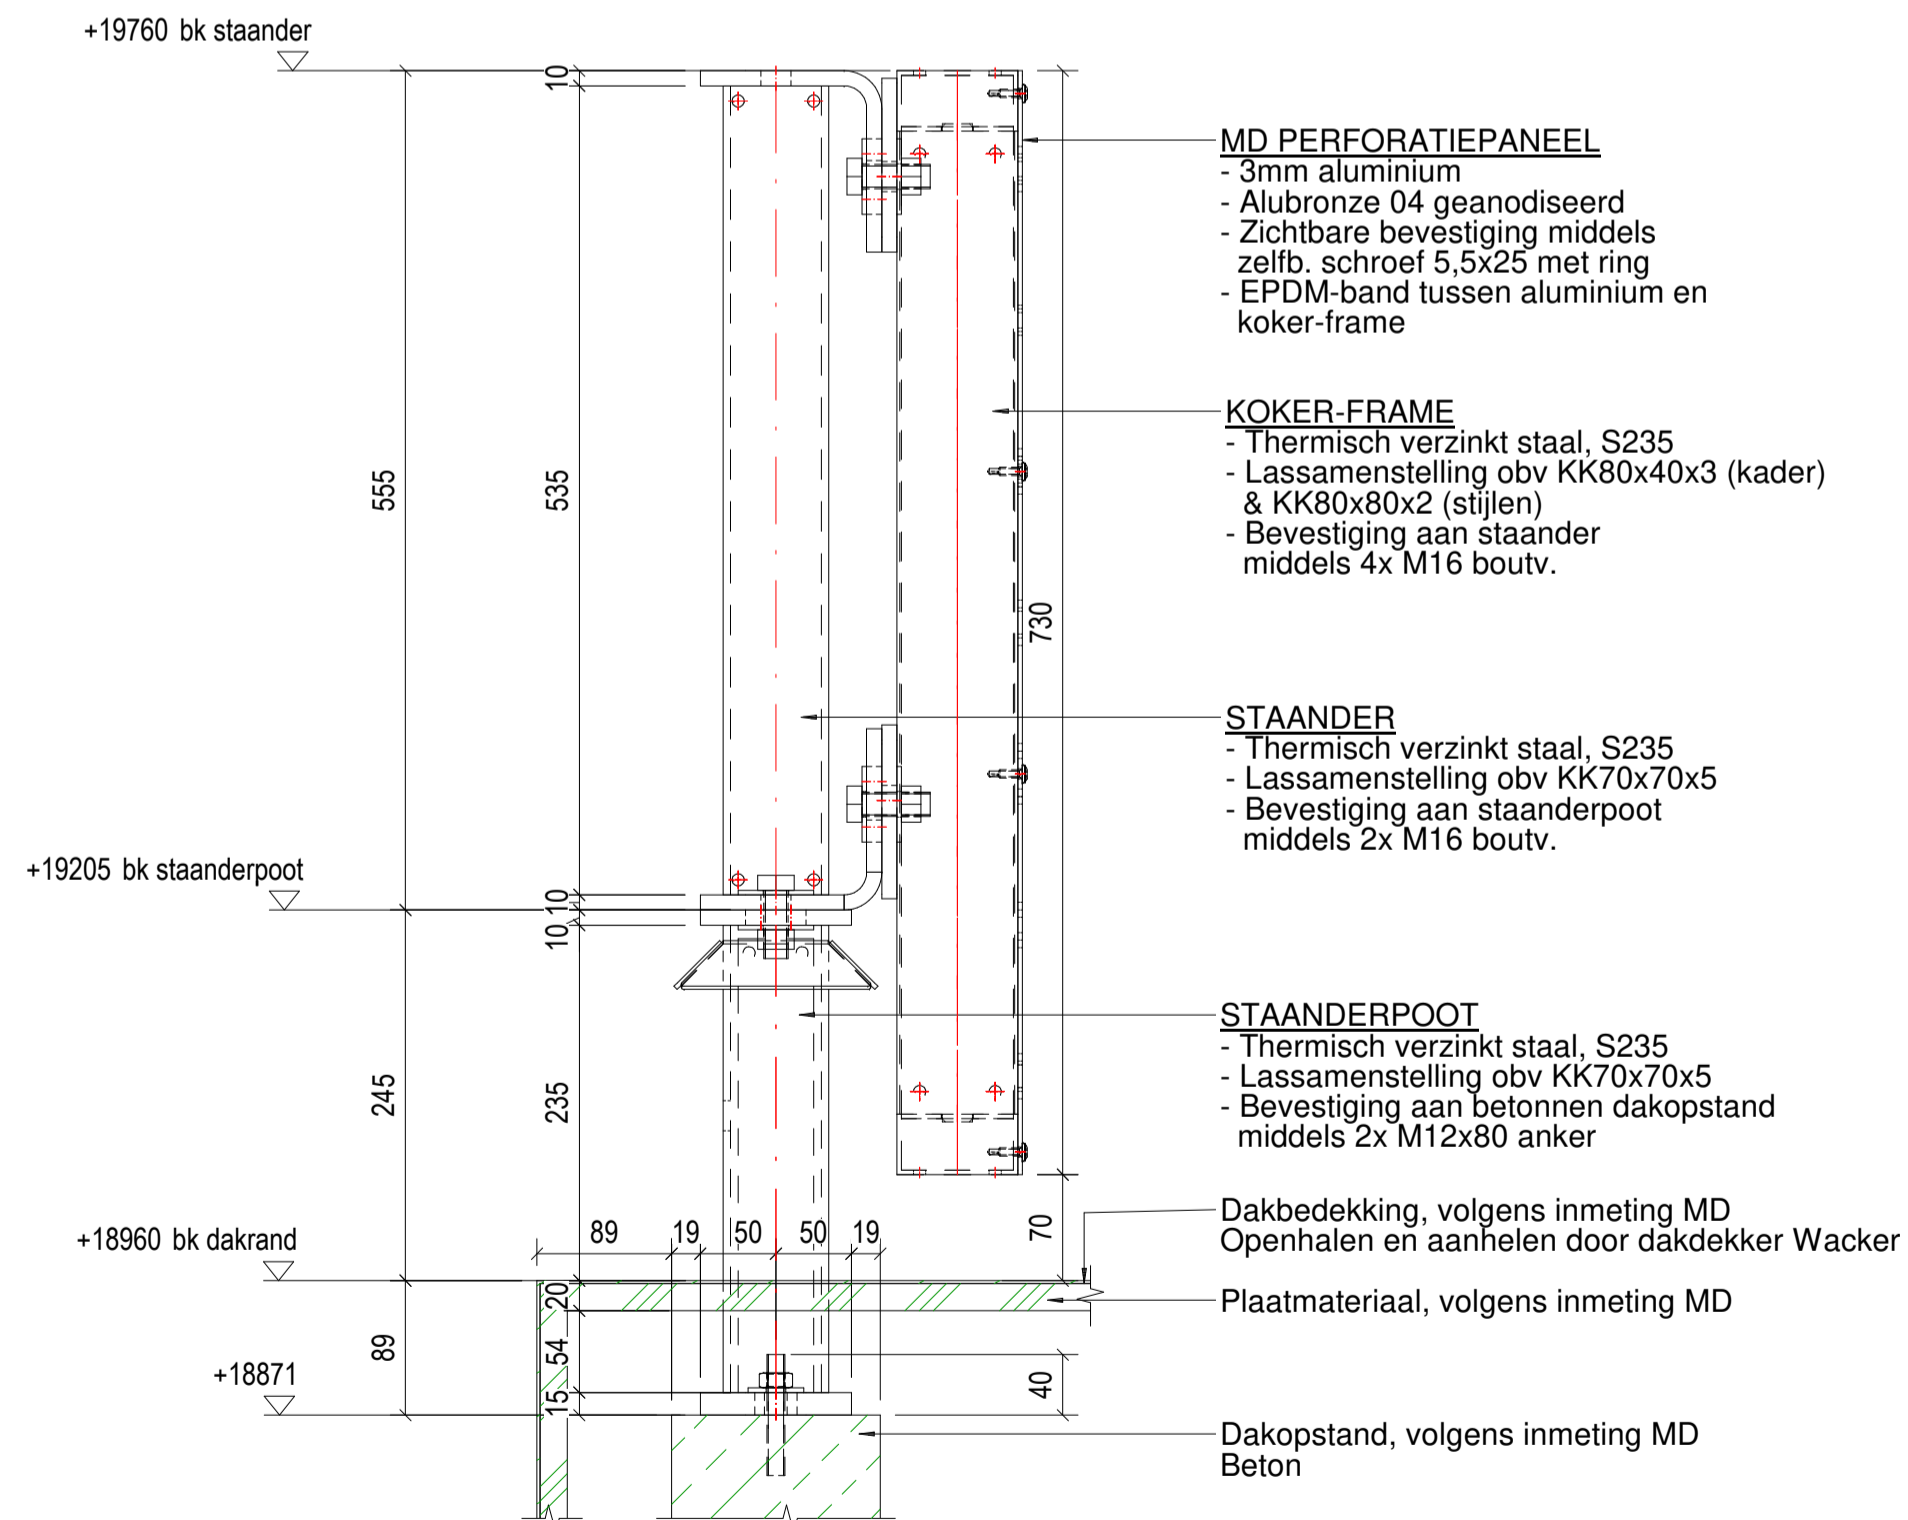 +19760 bk staander
10
MD PERFORATIEPANEEL
- 3mm aluminium
- Alubronze 04 geanodiseerd
- Zichtbare bevestiging middels
zelfb. schroef 5,5x25 met ring
- EPDM-band tussen aluminium en
koker-frame
KOKER-FRAME
- Thermisch verzinkt staal, S235
- Lassamenstelling obv KK80x40x3 (kader)
& KK80x80x2 (stijlen)
- Bevestiging aan staander
middels 4x M16 boutv.
555
535
730
STAANDER
- Thermisch verzinkt staal, S235
- Lassamenstelling obv KK70x70x5
- Bevestiging aan staanderpoot
middels 2x M16 boutv.
+19205 bk staanderpoot
10
10
STAANDERPOOT
- Thermisch verzinkt staal, S235
- Lassamenstelling obv KK70x70x5
- Bevestiging aan betonnen dakopstand
middels 2x M12x80 anker
245
235
89 19 50 50 19
70
+18960 bk dakrand
Dakbedekking, volgens inmeting MD
Openhalen en aanhelen door dakdekker Wacker
20
Plaatmateriaal, volgens inmeting MD
89
54
+18871
15
40
Dakopstand, volgens inmeting MD
Beton